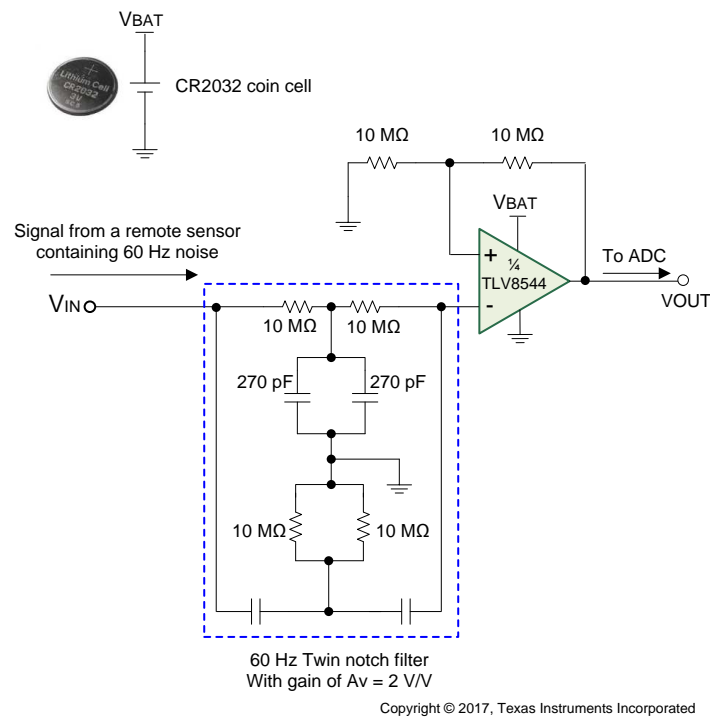 VBAT
Lithium Cell
CR2032
3V
CR2032 coin cell
10 MΩ
10 MΩ
VBAT
Signal from a remote sensor
containing 60 Hz noise
To ADC
+
¼
TLV8544
-
VIN
VOUT
10 MΩ
10 MΩ
270 pF
270 pF
10 MΩ
10 MΩ
60 Hz Twin notch filter
With gain of Av = 2 V/V
Copyright © 2017, Texas Instruments Incorporated